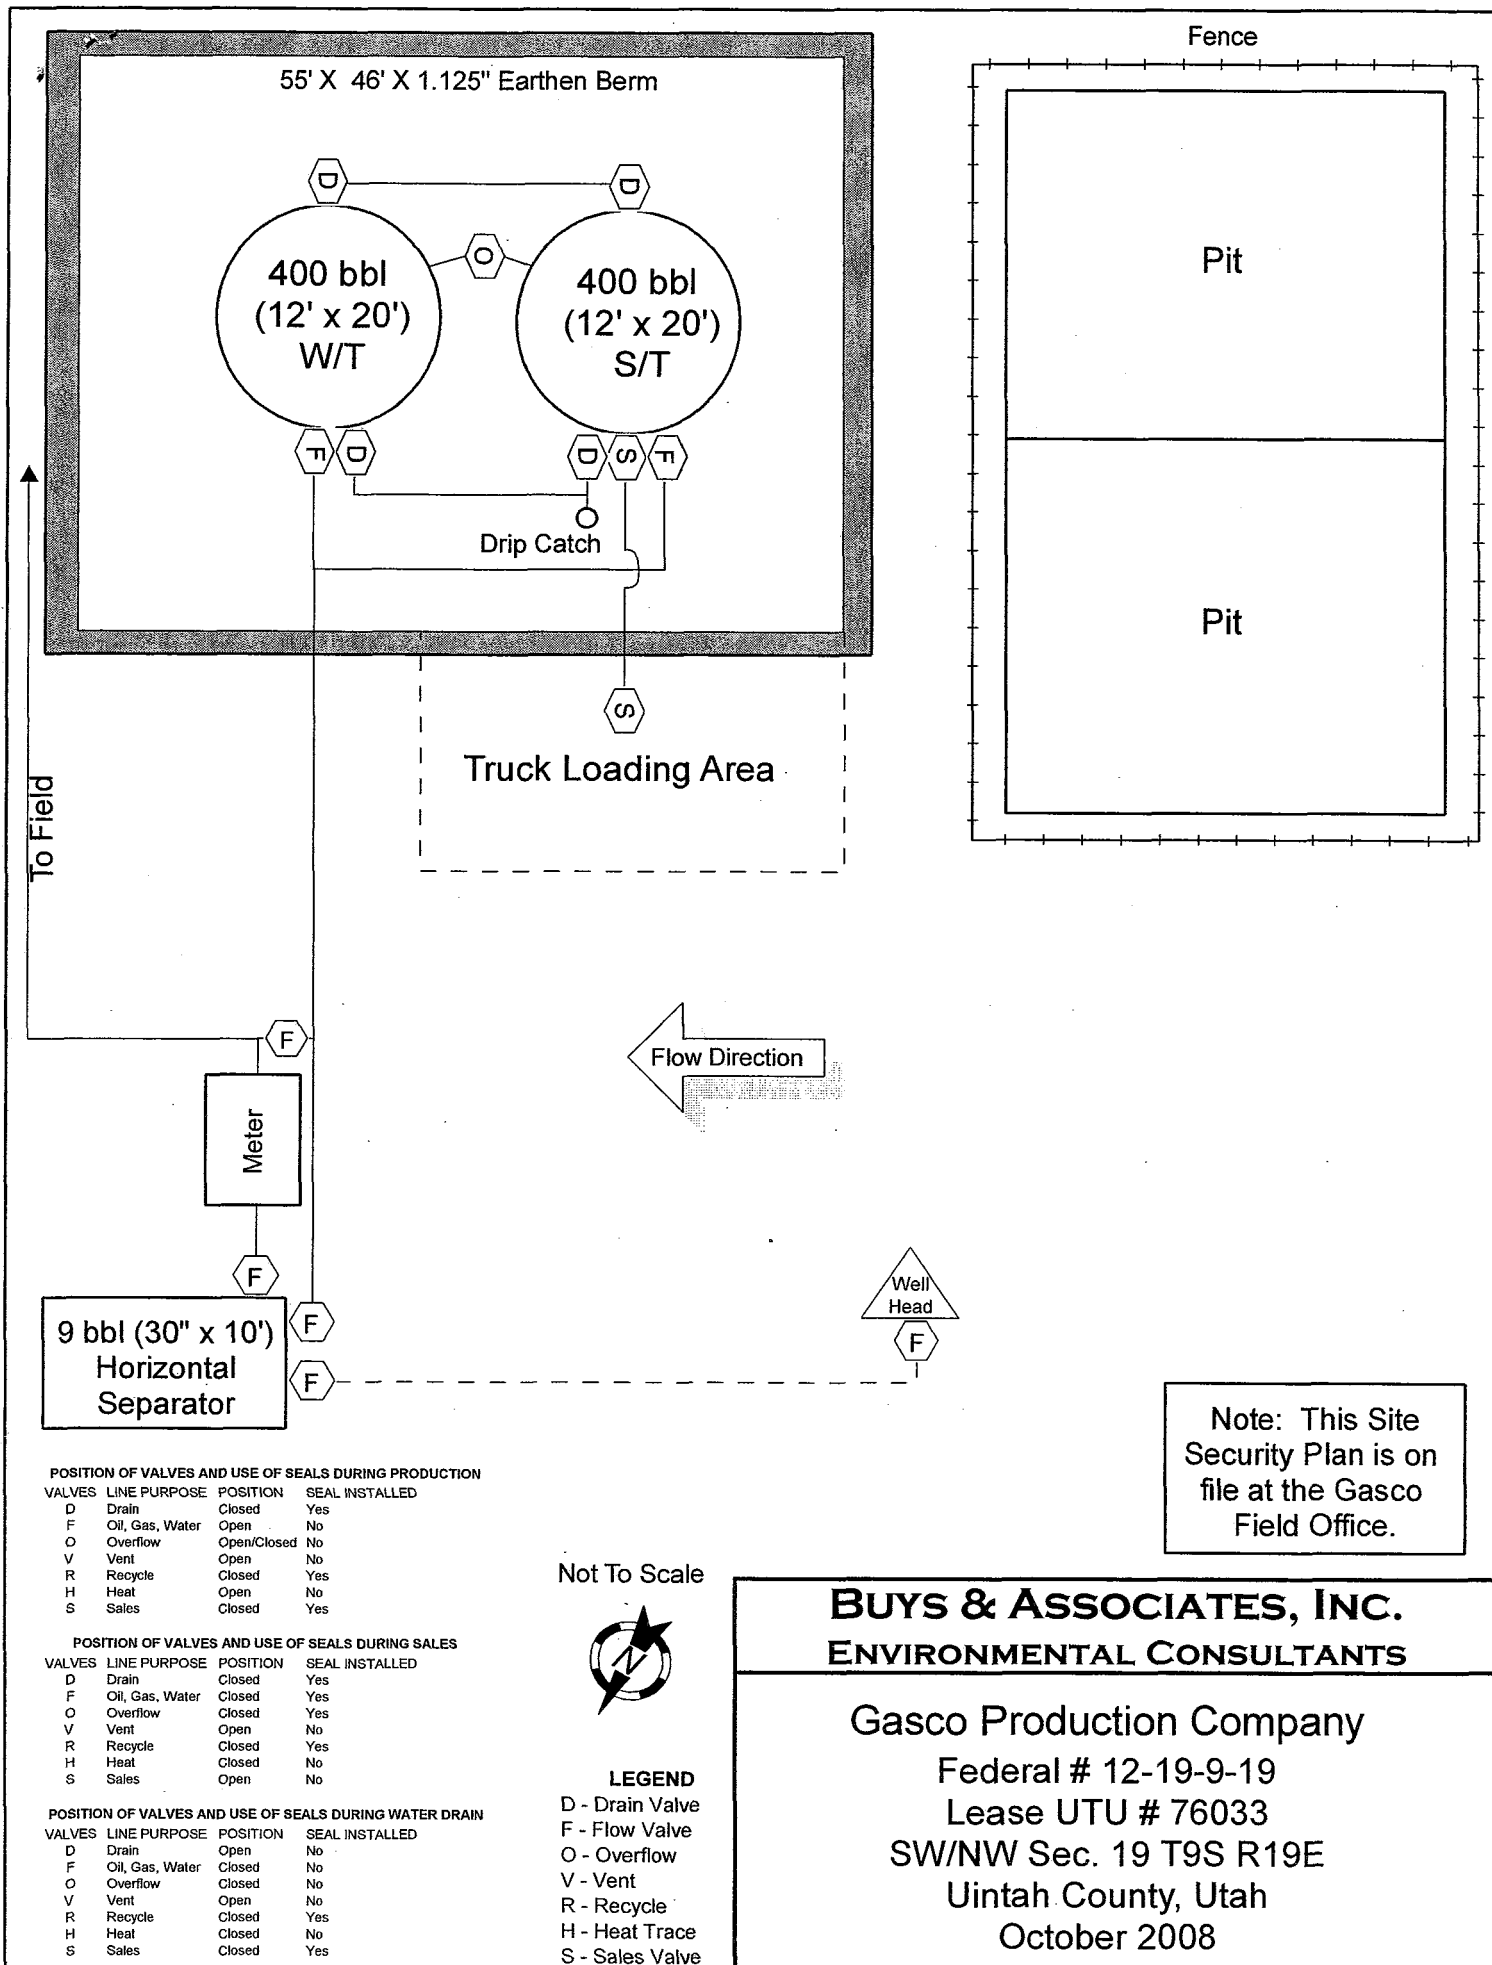 Fence
55' X 46' X 1.125" Earthen Berm
D
D
O
400 bbl
(12' x 20')
W/T
400 bbl
(12' x 20')
S/T
Pit
F
D
D
S
F
Drip Catch
Pit
S
Truck Loading Area
To Field
F
Flow Direction
Meter
F
Well
Head
F
9 bbl (30" x 10')
Horizontal
Separator
F
F
Note: This Site
Security Plan is on
file at the Gasco
Field Office.
POSITION OF VALVES AND USE OF SEALS DURING PRODUCTION
VALVES LINE PURPOSE POSITION SEAL INSTALLED
D Drain Closed Yes
F Oil, Gas, Water Open No
O Overflow Open/Closed No
V Vent Open No
R Recycle Closed Yes
H Heat Open No
S Sales Closed Yes
POSITION OF VALVES AND USE OF SEALS DURING SALES
VALVES LINE PURPOSE POSITION SEAL INSTALLED
D Drain Closed Yes
F Oil, Gas, Water Closed Yes
O Overflow Closed Yes
V Vent Open No
R Recycle Closed Yes
H Heat Closed No
S Sales Open No
POSITION OF VALVES AND USE OF SEALS DURING WATER DRAIN
VALVES LINE PURPOSE POSITION SEAL INSTALLED
D Drain Open No
F Oil, Gas, Water Closed No
O Overflow Closed No
V Vent Open No
R Recycle Closed Yes
H Heat Closed No
S Sales Closed Yes
Not To Scale
N
LEGEND
D - Drain Valve
F - Flow Valve
O - Overflow
V - Vent
R - Recycle
H - Heat Trace
S - Sales Valve
BUYS & ASSOCIATES, INC.
ENVIRONMENTAL CONSULTANTS
Gasco Production Company
Federal # 12-19-9-19
Lease UTU # 76033
SW/NW Sec. 19 T9S R19E
Uintah County, Utah
October 2008